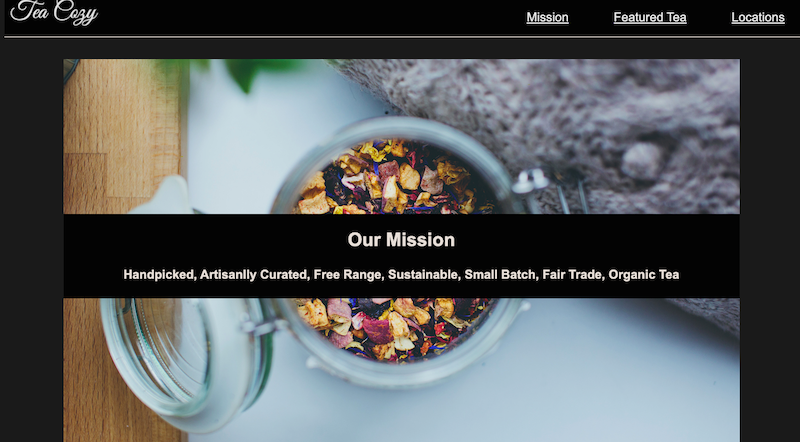 Tea Cozy
Mission Featured Tea Locations
Our Mission
Handpicked, Artisanlly Curated, Free Range, Sustainable, Small Batch, Fair Trade, Organic Tea